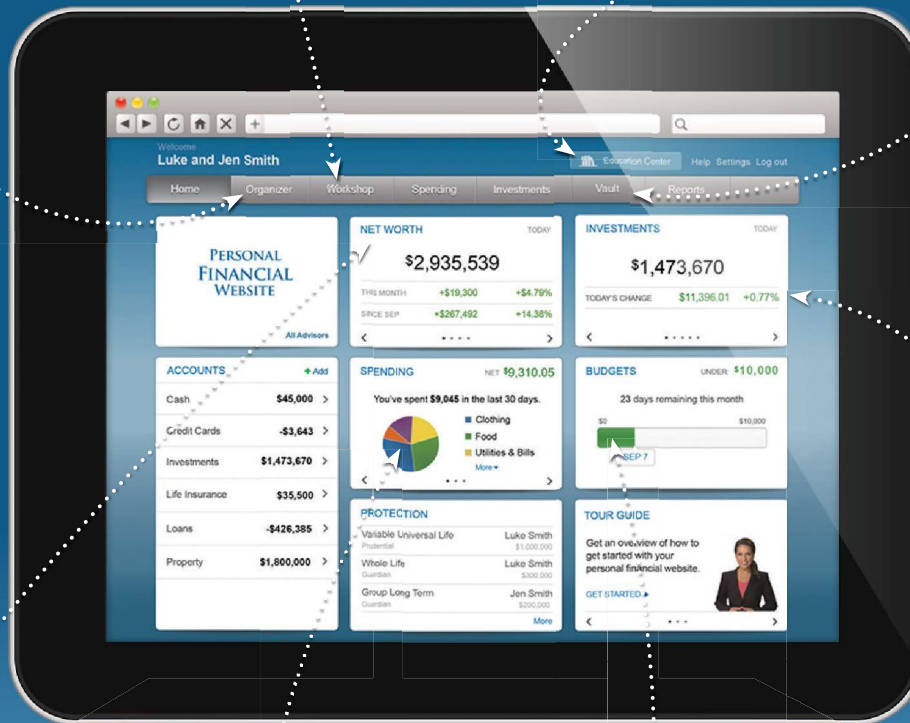 Welcome
Luke and Jen Smith
Education Center Help Settings Log out
Home Organizer Workshop Spending Investments Vault Reports
PERSONAL
FINANCIAL
WEBSITE
All Advisors
NET WORTH TODAY
$2,935,539
THIS MONTH +$19,300 +$4.79%
SINCE SEP +$267,492 +14.38%
INVESTMENTS TODAY
$1,473,670
TODAY'S CHANGE $11,396.01 +0.77%
ACCOUNTS + Add
Cash $45,000 >
Credit Cards -$3,643 >
Investments $1,473,670 >
Life Insurance $35,500 >
Loans -$426,385 >
Property $1,800,000 >
SPENDING NET $9,310.05
You've spent $9,045 in the last 30 days.
Clothing
Food
Utilities & Bills
More
BUDGETS UNDER: $10,000
23 days remaining this month
$0 $10,000
SEP 7
PROTECTION
Variable Universal Life Luke Smith
Prudential $1,000,000
Whole Life Luke Smith
Guardian $300,000
Group Long Term Jen Smith
Guardian $200,000
More
TOUR GUIDE
Get an overview of how to
get started with your
personal financial website.
GET STARTED